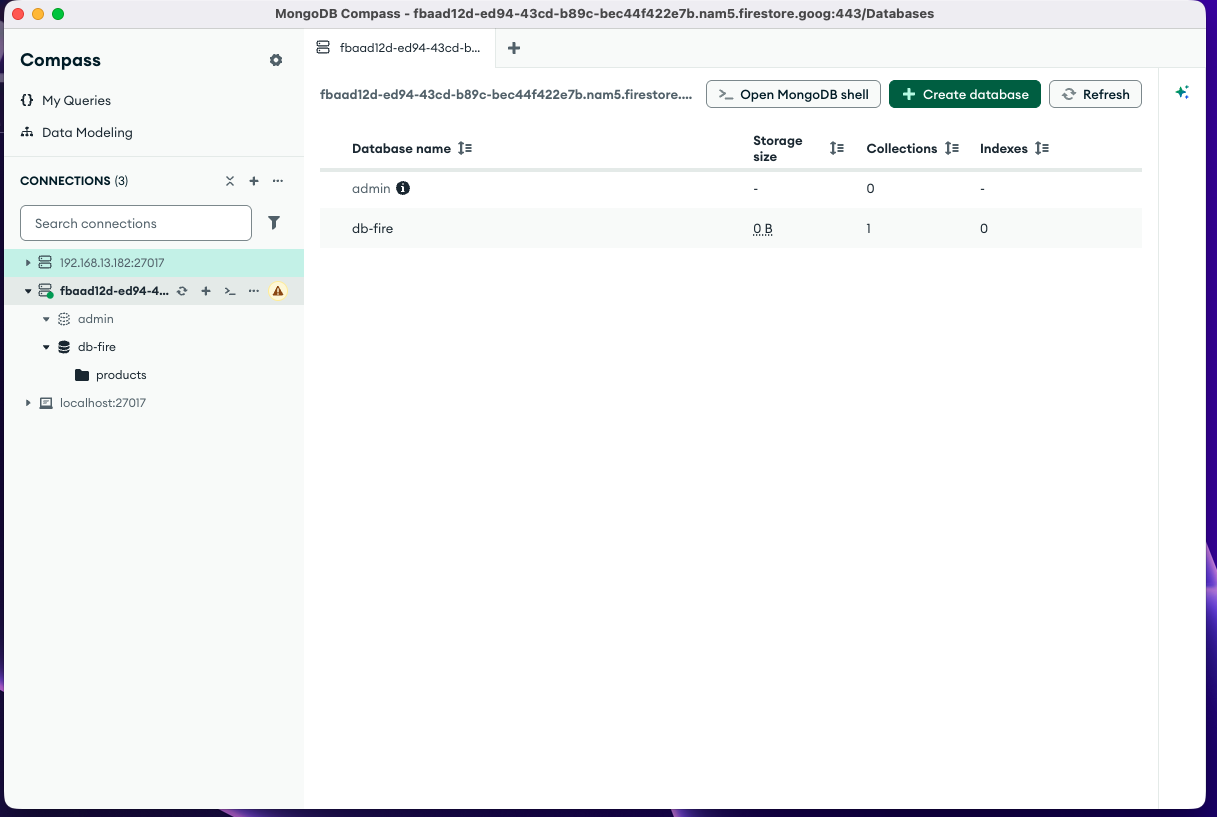 MongoDB Compass - fbaad12d-ed94-43cd-b89c-bec44f422e7b.nam5.firestore.goog:443/Databases
Compass
My Queries
Data Modeling
CONNECTIONS (3)
Search connections
192.168.13.182:27017
fbaad12d-ed94-4...
admin
db-fire
products
localhost:27017
fbaad12d-ed94-43cd-b...
fbaad12d-ed94-43cd-b89c-bec44f422e7b.nam5.firestore....
Open MongoDB shell
Create database
Refresh
Database name
Storage size
Collections
Indexes
admin - 0 -
db-fire 0 B 1 0